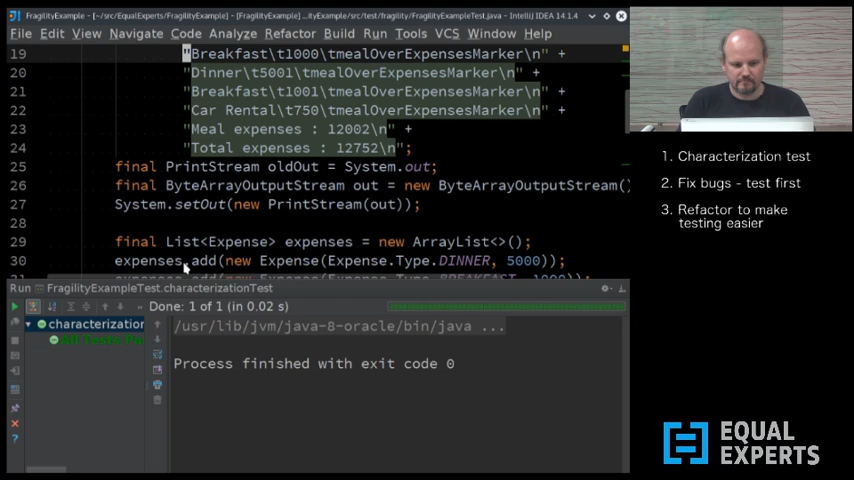 FragilityExample - [~/src/EqualExperts/FragilityExample] - [FragilityExample] - ...ityExample/src/test/fragility/FragilityExampleTest.java - IntelliJ IDEA 14.1.4
File Edit View Navigate Code Analyze Refactor Build Run Tools VCS Window Help
19 "Breakfast\t1000\tmealOverExpensesMarker\n" +
20 "Dinner\t5001\tmealOverExpensesMarker\n" +
21 "Breakfast\t1001\tmealOverExpensesMarker\n" +
22 "Car Rental\t750\tmealOverExpensesMarker\n" +
23 "Meal expenses : 12002\n" +
24 "Total expenses : 12752\n";
25 final PrintStream oldOut = System.out;
26 final ByteArrayOutputStream out = new ByteArrayOutputStream()
27 System.setOut(new PrintStream(out));
28
29 final List<Expense> expenses = new ArrayList<>();
30 expenses.add(new Expense(Expense.Type.DINNER, 5000));
Run FragilityExampleTest.characterizationTest
Done: 1 of 1 (in 0.02 s)
characterization
All Tests Pa
/usr/lib/jvm/java-8-oracle/bin/java ...
Process finished with exit code 0
1. Characterization test
2. Fix bugs - test first
3. Refactor to make
testing easier
EQUAL
EXPERTS